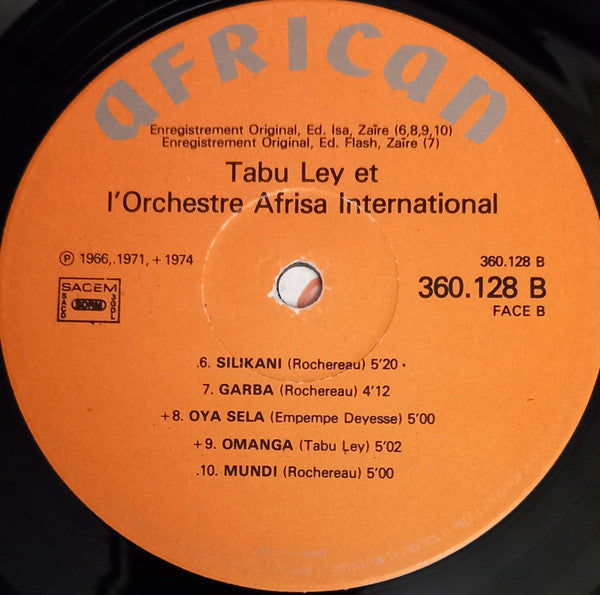 african
Enregistrement Original, Ed. Isa, Zaïre (6,8,9,10)
Enregistrement Original, Ed. Flash, Zaïre (7)
Tabu Ley et
l'Orchestre Afrisa International
℗ 1966,.1971,+ 1974
360.128 B
SACEM
SACD SDRM SGDL
360.128 B
FACE B
.6. SILIKANI (Rochereau) 5'20.
7. GARBA (Rochereau) 4'12
+8. OYA SELA (Empempe Deyesse) 5'00
+9. OMANGA (Tabu Ley) 5'02
.10. MUNDI (Rochereau) 5'00